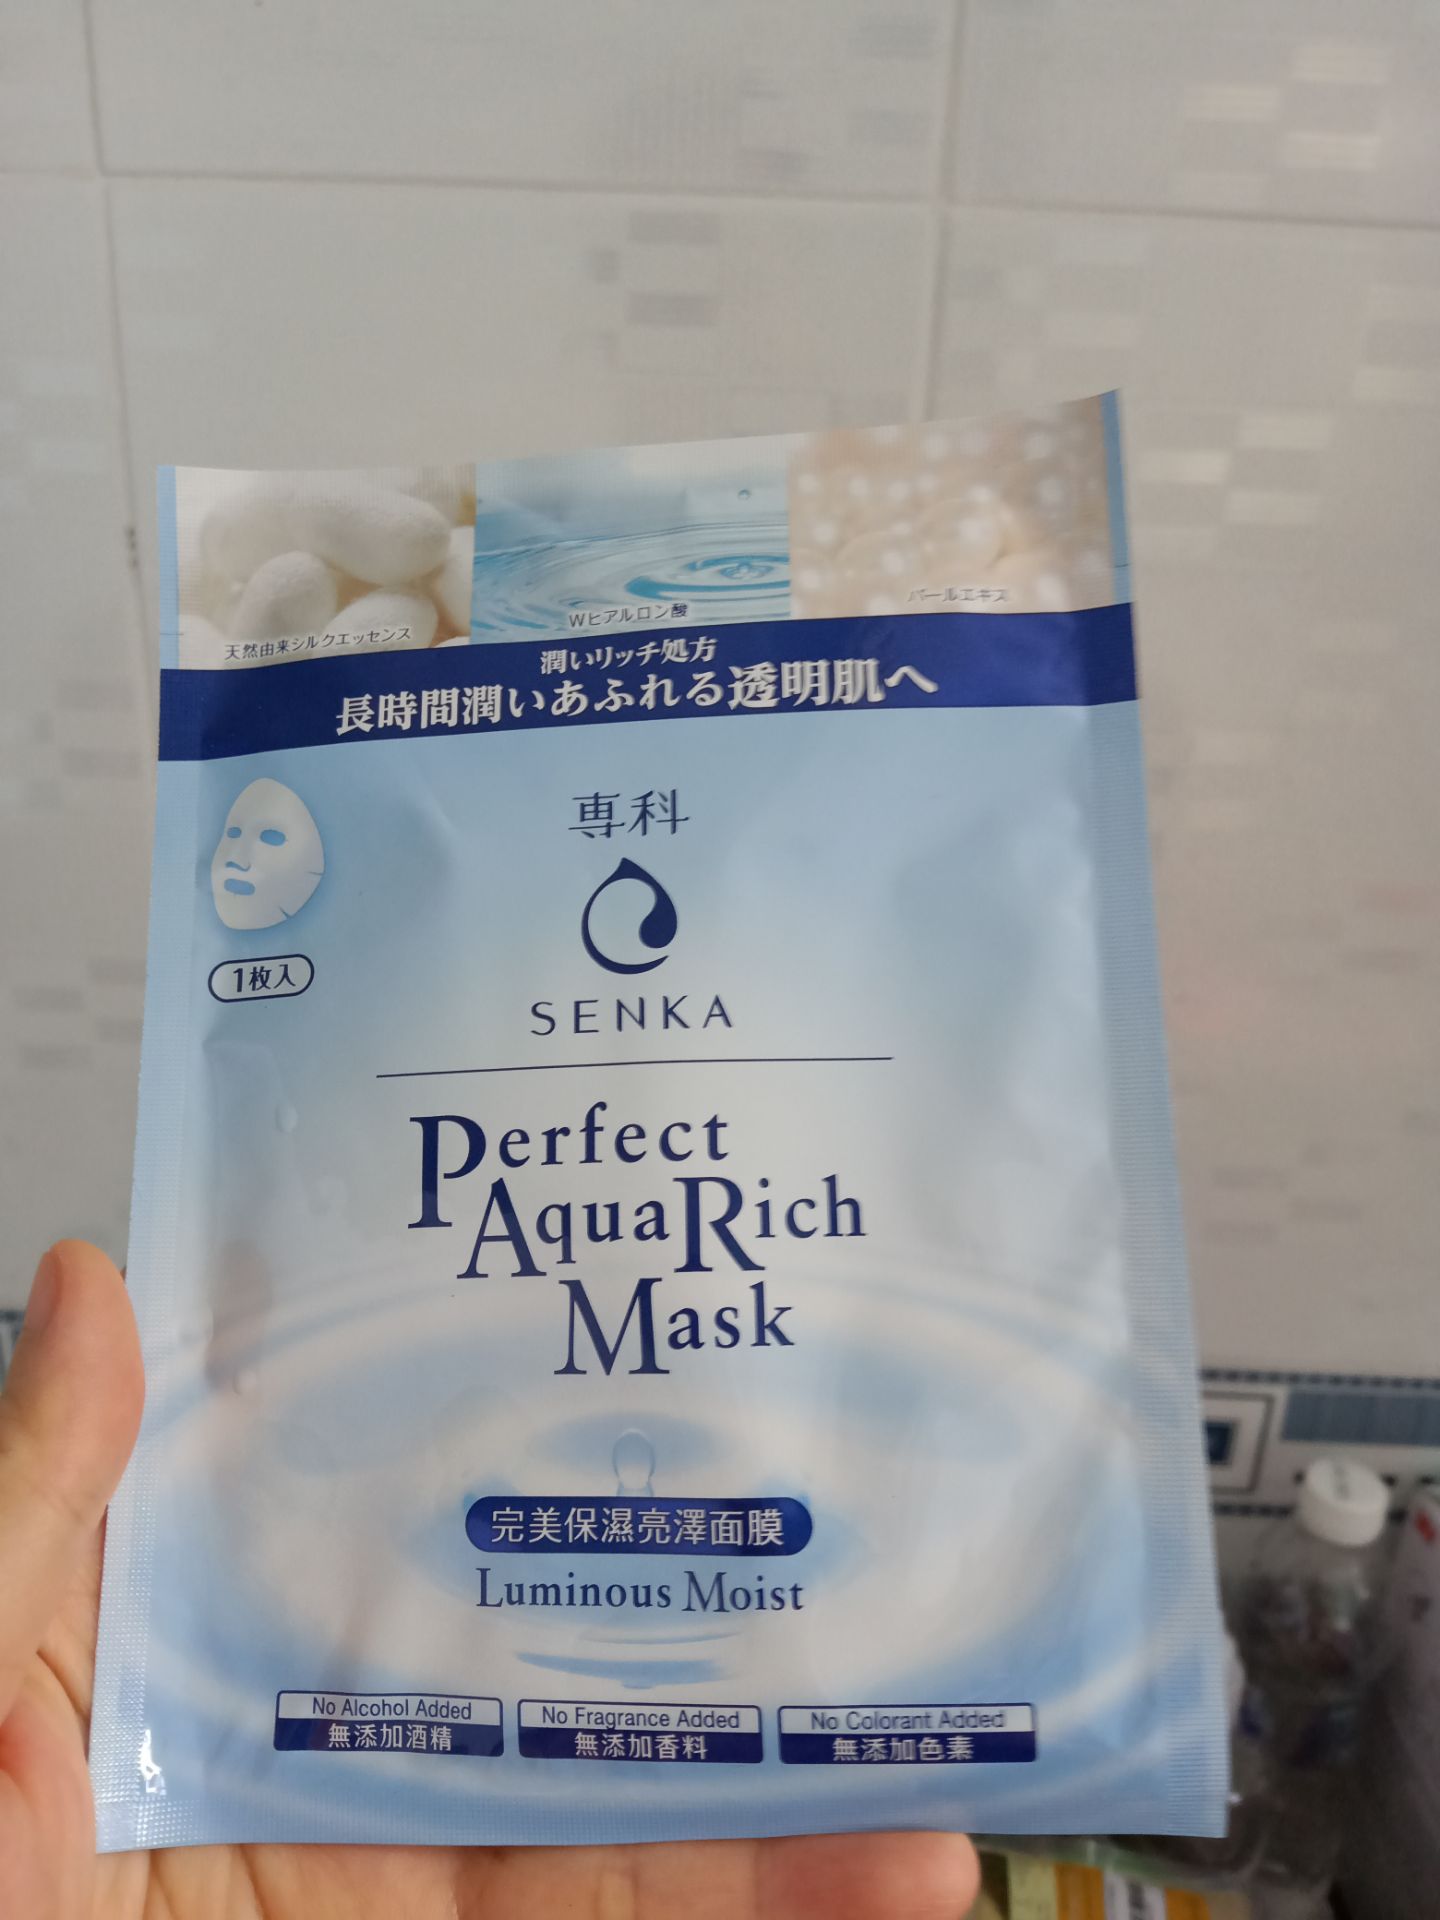 天然由来シルクエッセンス
Wヒアルロン酸
パールエキス
潤いリッチ処方
長時間潤いあふれる透明肌へ
専科
1枚入
SENKA
Perfect
AquaRich
Mask
完美保濕亮澤面膜
Luminous Moist
No Alcohol Added
無添加酒精
No Fragrance Added
無添加香料
No Colorant Added
無添加色素